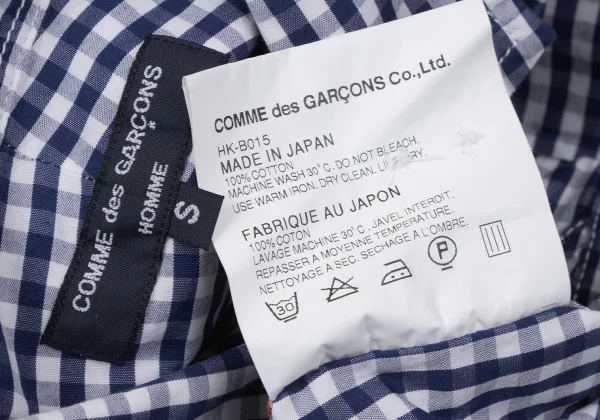 COMME des GARÇONS
HOMME
S
COMME des GARÇONS Co.,Ltd.
HK-B015
MADE IN JAPAN
100% COTTON
MACHINE WASH 30°C. DO NOT BLEACH.
USE WARM IRON. DRY CLEAN. DRY.
FABRIQUE AU JAPON
100% COTON
LAVAGE MACHINE 30°C. JAVEL INTERDIT.
REPASSER A MOYENNE TEMPERATURE.
NETTOYAGE A SEC. SECHAGE A L'OMBRE.
30
P